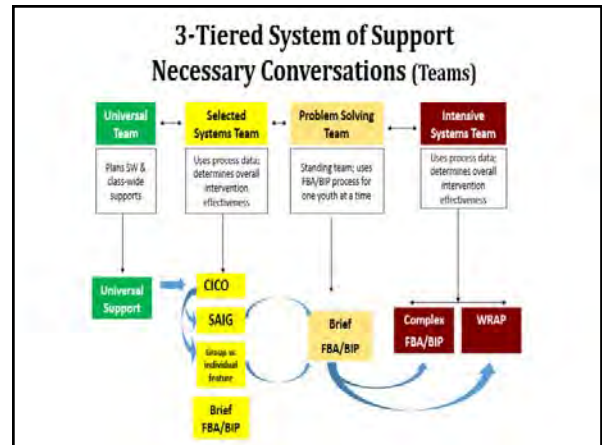 3-Tiered System of Support
Necessary Conversations (Teams)
Universal
Team
Selected
Systems Team
Problem Solving
Team
Intensive
Systems Team
Plans SW &
class-wide
supports
Uses process data;
determines overall
intervention
effectiveness
Standing team; uses
FBA/BIP process for
one youth at a time
Uses process data;
determines overall
intervention
effectiveness
Universal
Support
CICO
SAIG
Group w.
individual
feature
Brief
FBA/BIP
Brief
FBA/BIP
Complex
FBA/BIP
WRAP